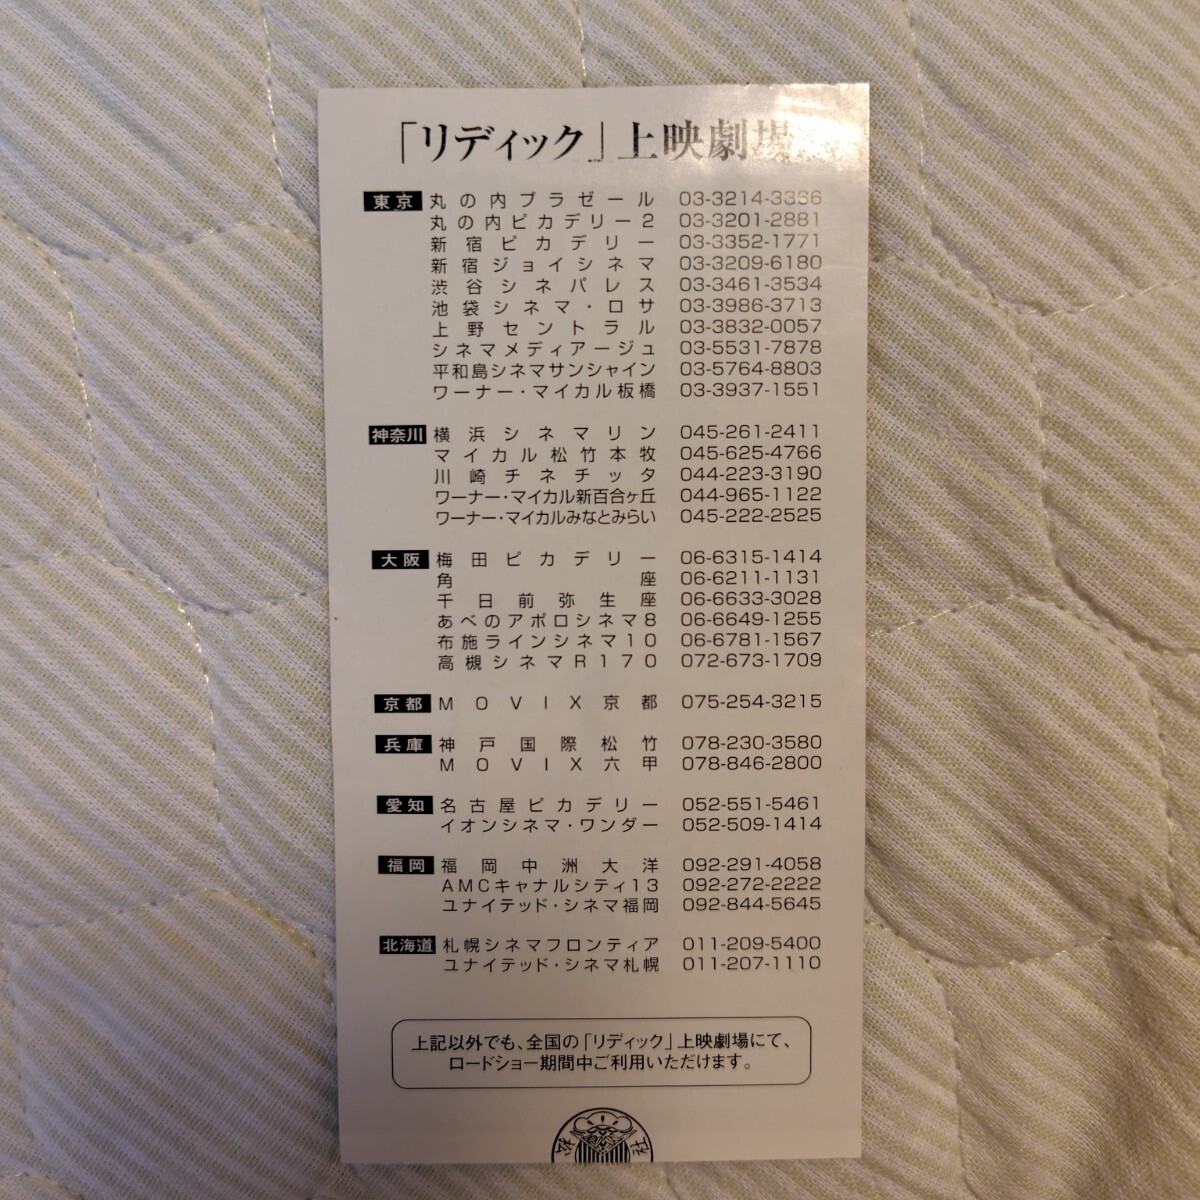 「リディック」上映劇場
東京 丸の内プラゼール 03-3214-3366
丸の内ピカデリー2 03-3201-2881
新宿ピカデリー 03-3352-1771
新宿ジョイシネマ 03-3209-6180
渋谷シネパレス 03-3461-3534
池袋シネマ・ロサ 03-3986-3713
上野セントラル 03-3832-0057
シネマメディアージュ 03-5531-7878
平和島シネマサンシャイン 03-5764-8803
ワーナー・マイカル板橋 03-3937-1551
神奈川 横浜シネマリン 045-261-2411
マイカル松竹本牧 045-625-4766
川崎チネチッタ 044-223-3190
ワーナー・マイカル新百合ヶ丘 044-965-1122
ワーナー・マイカルみなとみらい 045-222-2525
大阪 梅田ピカデリー 06-6315-1414
角座 06-6211-1131
千日前弥生座 06-6633-3028
あべのアポロシネマ8 06-6649-1255
布施ラインシネマ10 06-6781-1567
高槻シネマR170 072-673-1709
京都 MOVIX京都 075-254-3215
兵庫 神戸国際松竹 078-230-3580
MOVIX六甲 078-846-2800
愛知 名古屋ピカデリー 052-551-5461
イオンシネマ・ワンダー 052-509-1414
福岡 福岡中洲大洋 092-291-4058
AMCキャナルシティ13 092-272-2222
ユナイテッド・シネマ福岡 092-844-5645
北海道 札幌シネマフロンティア 011-209-5400
ユナイテッド・シネマ札幌 011-207-1110
上記以外でも、全国の「リディック」上映劇場にて、
ロードショー期間中ご利用いただけます。